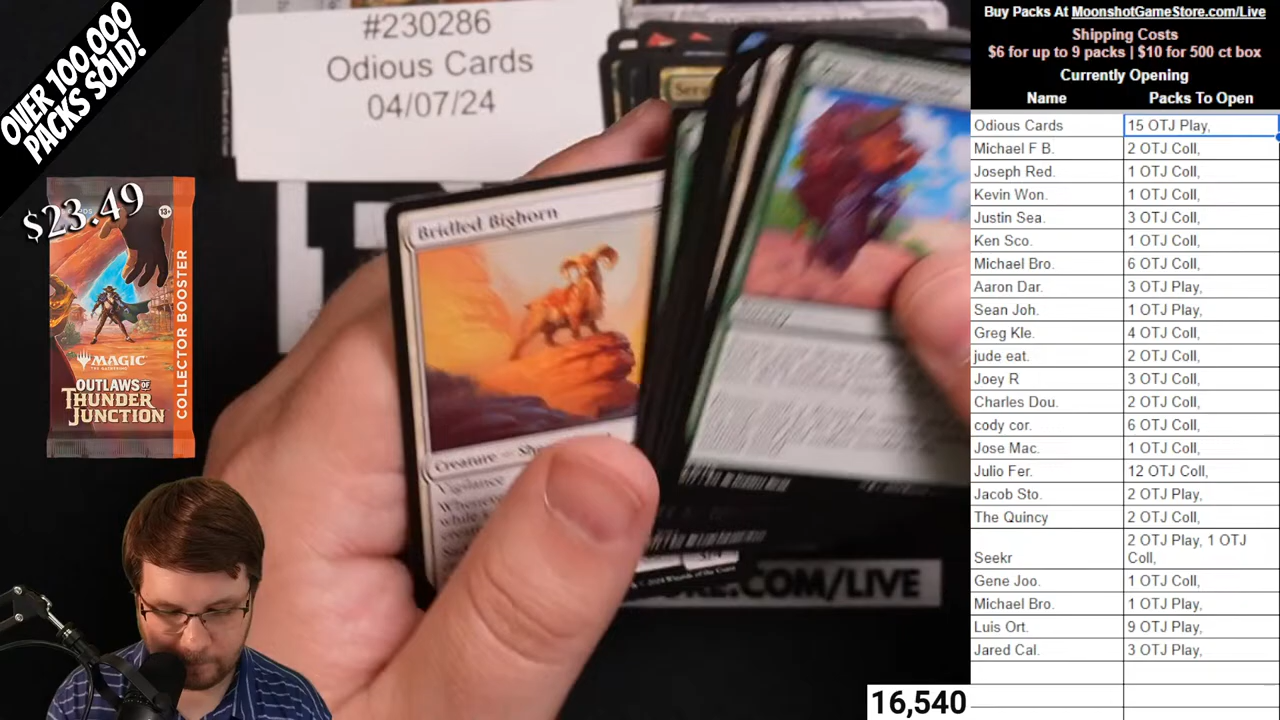 OVER 100,000
PACKS SOLD!
$23.49
13+
MAGIC
THE GATHERING
OUTLAWS OF
THUNDER
JUNCTION
COLLECTOR BOOSTER
#230286
Odious Cards
04/07/24
Bridled Bighorn
Vigilance
.COM/LIVE
Buy Packs At MoonshotGameStore.com/Live
Shipping Costs
$6 for up to 9 packs | $10 for 500 ct box
Currently Opening
Name Packs To Open
Odious Cards 15 OTJ Play,
Michael F B. 2 OTJ Coll,
Joseph Red. 1 OTJ Coll,
Kevin Won. 1 OTJ Coll,
Justin Sea. 3 OTJ Coll,
Ken Sco. 1 OTJ Coll,
Michael Bro. 6 OTJ Coll,
Aaron Dar. 3 OTJ Play,
Sean Joh. 1 OTJ Play,
Greg Kle. 4 OTJ Coll,
jude eat. 2 OTJ Coll,
Joey R 3 OTJ Coll,
Charles Dou. 2 OTJ Coll,
cody cor. 6 OTJ Coll,
Jose Mac. 1 OTJ Coll,
Julio Fer. 12 OTJ Coll,
Jacob Sto. 2 OTJ Play,
The Quincy 2 OTJ Coll,
Seekr 2 OTJ Play, 1 OTJ
Coll,
Gene Joo. 1 OTJ Coll,
Michael Bro. 1 OTJ Play,
Luis Ort. 9 OTJ Play,
Jared Cal. 3 OTJ Play,
16,540